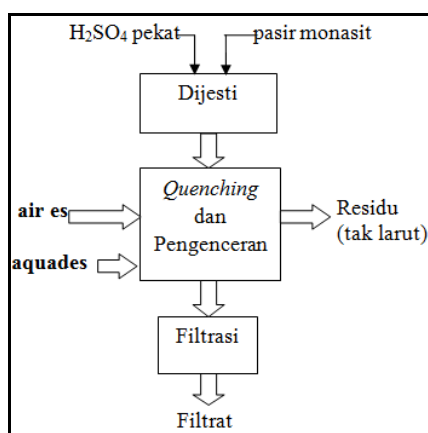 H₂SO₄ pekat
pasir monasit
Dijesti
Quenching
dan
Pengenceran
air es
aquades
Residu
(tak larut)
Filtrasi
Filtrat